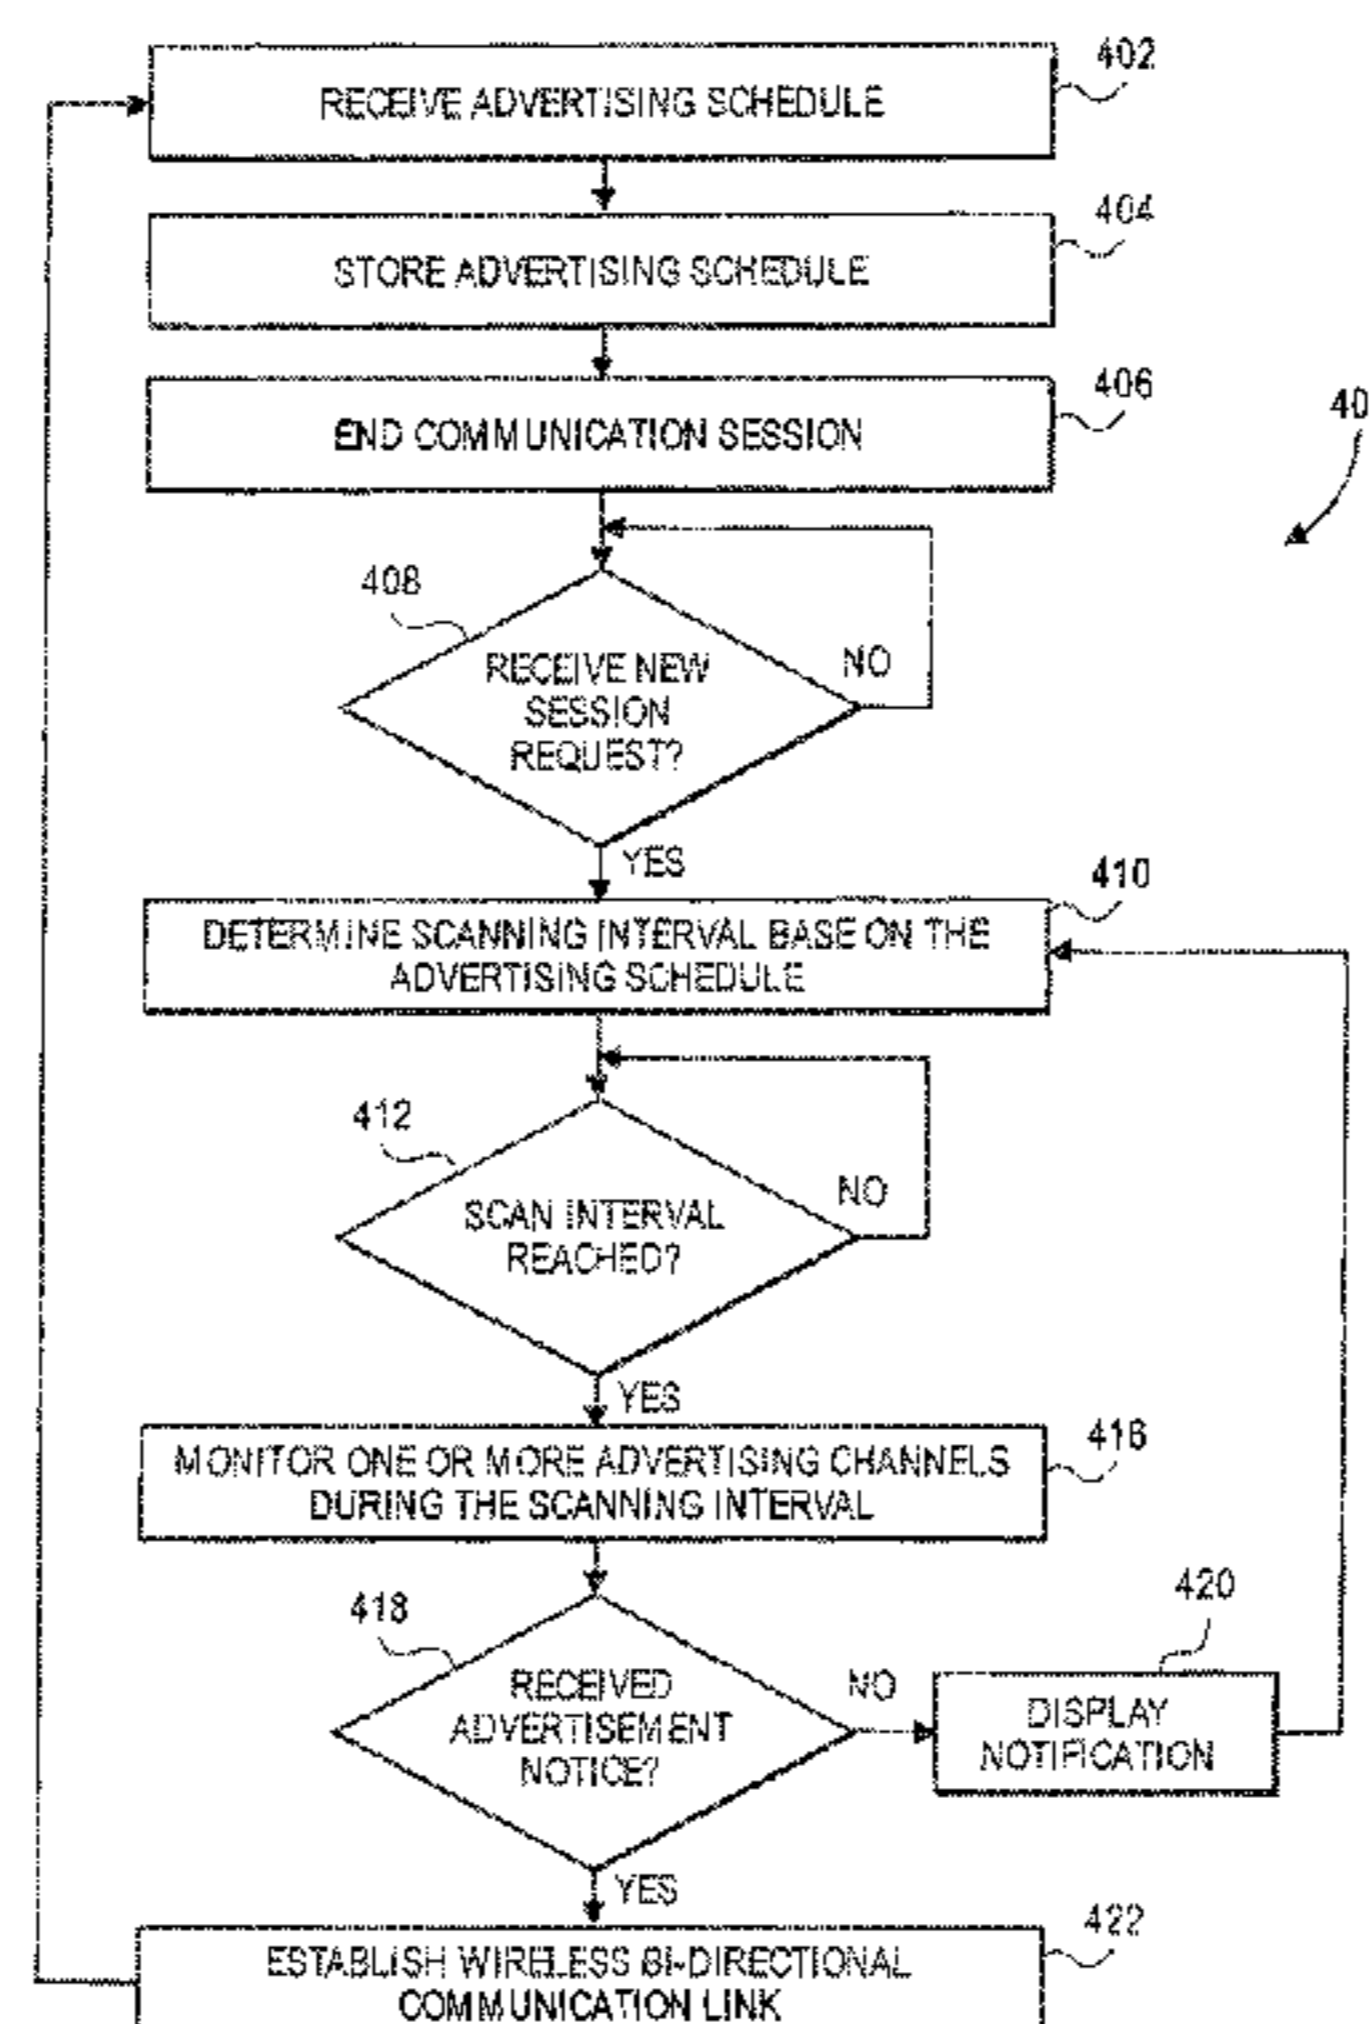 402
RECEIVE ADVERTISING SCHEDULE
404
STORE ADVERTISING SCHEDULE
406
END COMMUNICATION SESSION
40
408
RECEIVE NEW
SESSION
REQUEST?
NO
YES
410
DETERMINE SCANNING INTERVAL BASE ON THE
ADVERTISING SCHEDULE
412
SCAN INTERVAL
REACHED?
NO
YES
416
MONITOR ONE OR MORE ADVERTISING CHANNELS
DURING THE SCANNING INTERVAL
418
RECEIVED
ADVERTISEMENT
NOTICE?
NO
420
DISPLAY
NOTIFICATION
YES
422
ESTABLISH WIRELESS BI-DIRECTIONAL
COMMUNICATION LINK